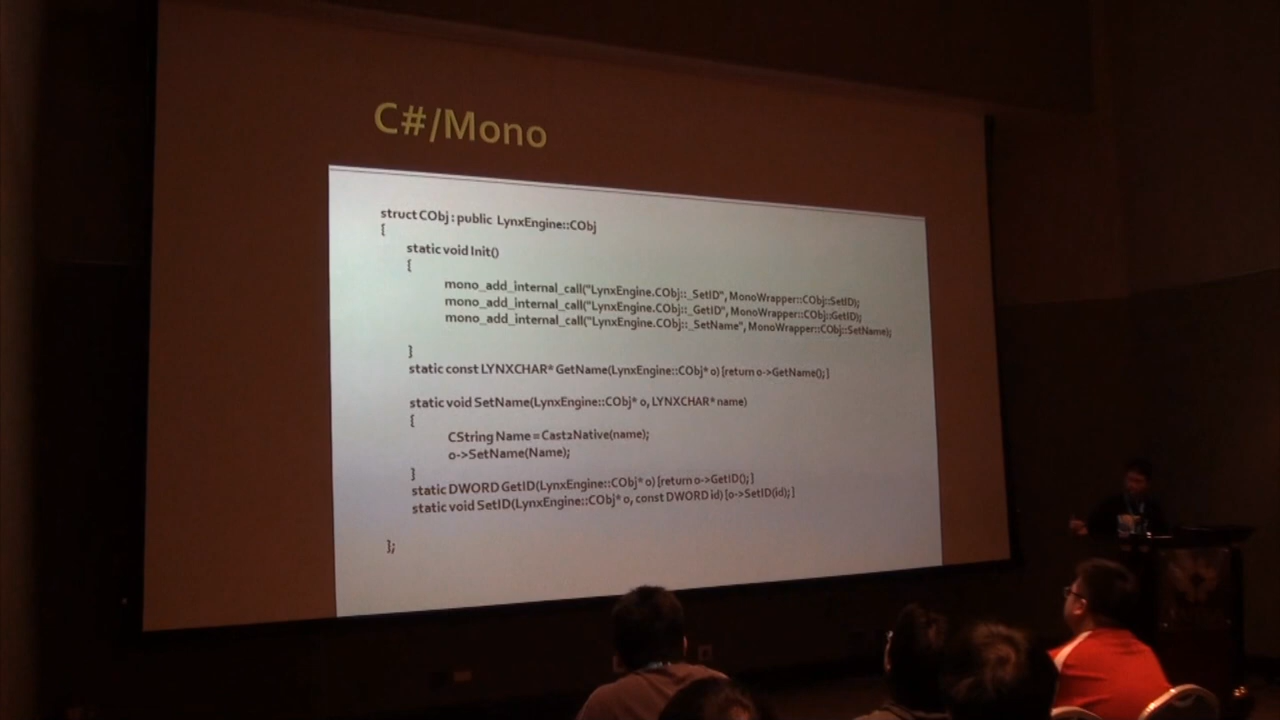 C#/Mono
struct CObj : public LynxEngine::CObj
{
static void Init()
{
mono_add_internal_call("LynxEngine.CObj::_SetID", MonoWrapper::CObj::SetID);
mono_add_internal_call("LynxEngine.CObj::_GetID", MonoWrapper::CObj::GetID);
mono_add_internal_call("LynxEngine.CObj::_SetName", MonoWrapper::CObj::SetName);
}
static const LYNXCHAR* GetName(LynxEngine::CObj* o) {return o->GetName();}
static void SetName(LynxEngine::CObj* o, LYNXCHAR* name)
{
CString Name = Cast2Native(name);
o->SetName(Name);
}
static DWORD GetID(LynxEngine::CObj* o) {return o->GetID();}
static void SetID(LynxEngine::CObj* o, const DWORD id) {o->SetID(id);}
};